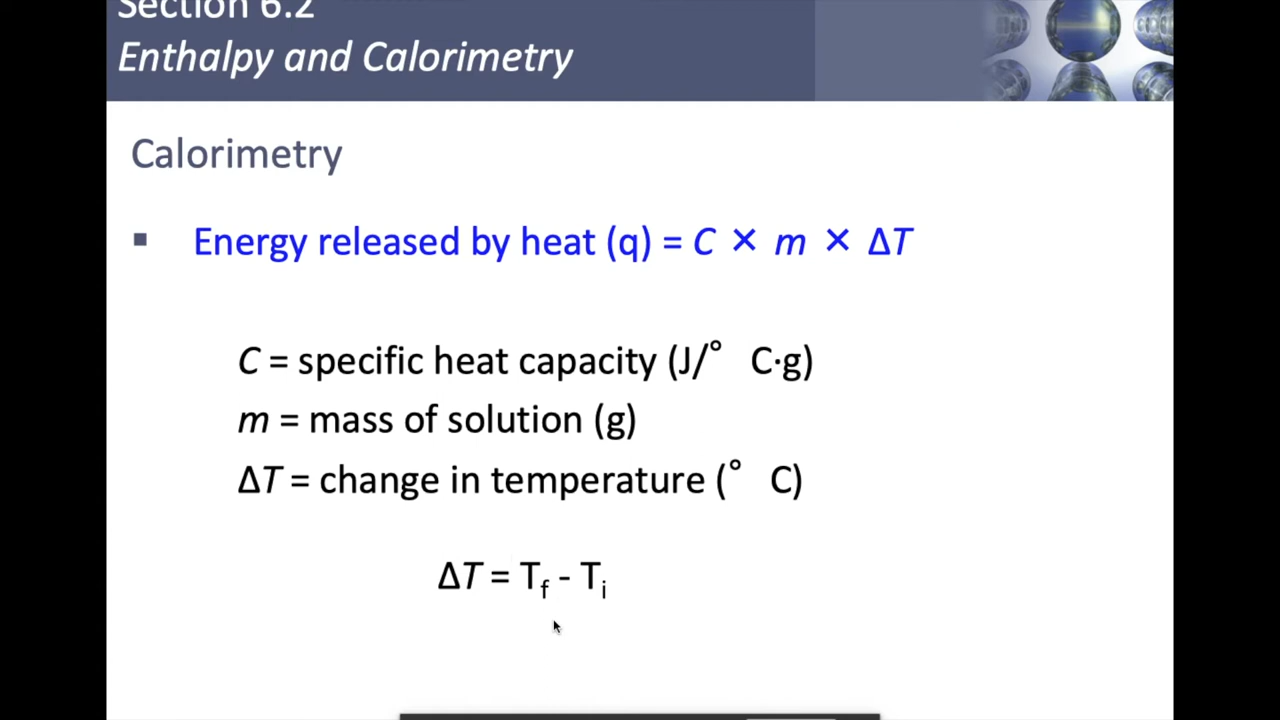 Section 6.2
Enthalpy and Calorimetry
Calorimetry
▪ Energy released by heat (q) = C × m × ΔT
C = specific heat capacity (J/° C·g)
m = mass of solution (g)
ΔT = change in temperature (° C)
ΔT = Tf - Ti